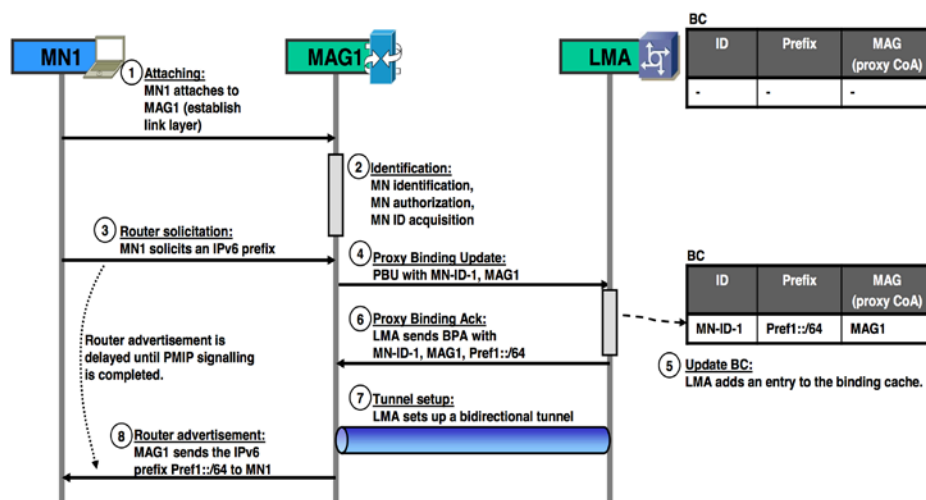 BC
ID Prefix MAG
(proxy CoA)
- - -
MN1
MAG1
LMA
1 Attaching:
MN1 attaches to
MAG1 (establish
link layer)
2 Identification:
MN identification,
MN authorization,
MN ID acquisition
3 Router solicitation:
MN1 solicits an IPv6 prefix
4 Proxy Binding Update:
PBU with MN-ID-1, MAG1
BC
ID Prefix MAG
(proxy CoA)
MN-ID-1 Pref1::/64 MAG1
5 Update BC:
LMA adds an entry to the binding cache.
6 Proxy Binding Ack:
LMA sends BPA with
MN-ID-1, MAG1, Pref1::/64
Router advertisement is
delayed until PMIP signalling
is completed.
7 Tunnel setup:
LMA sets up a bidirectional tunnel
8 Router advertisement:
MAG1 sends the IPv6
prefix Pref1::/64 to MN1